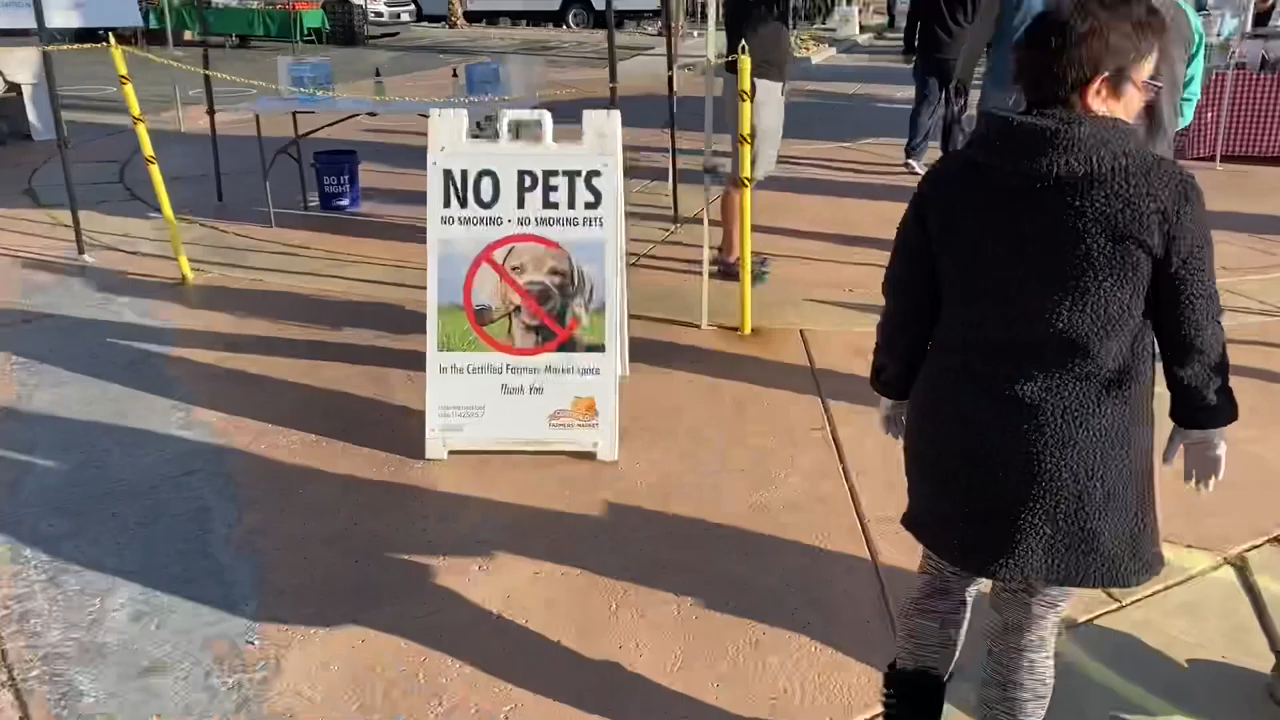 NO PETS
NO SMOKING • NO SMOKING PETS
In the Certified Farmers Market space
Thank You
FARMERS MARKET
DO IT
RIGHT